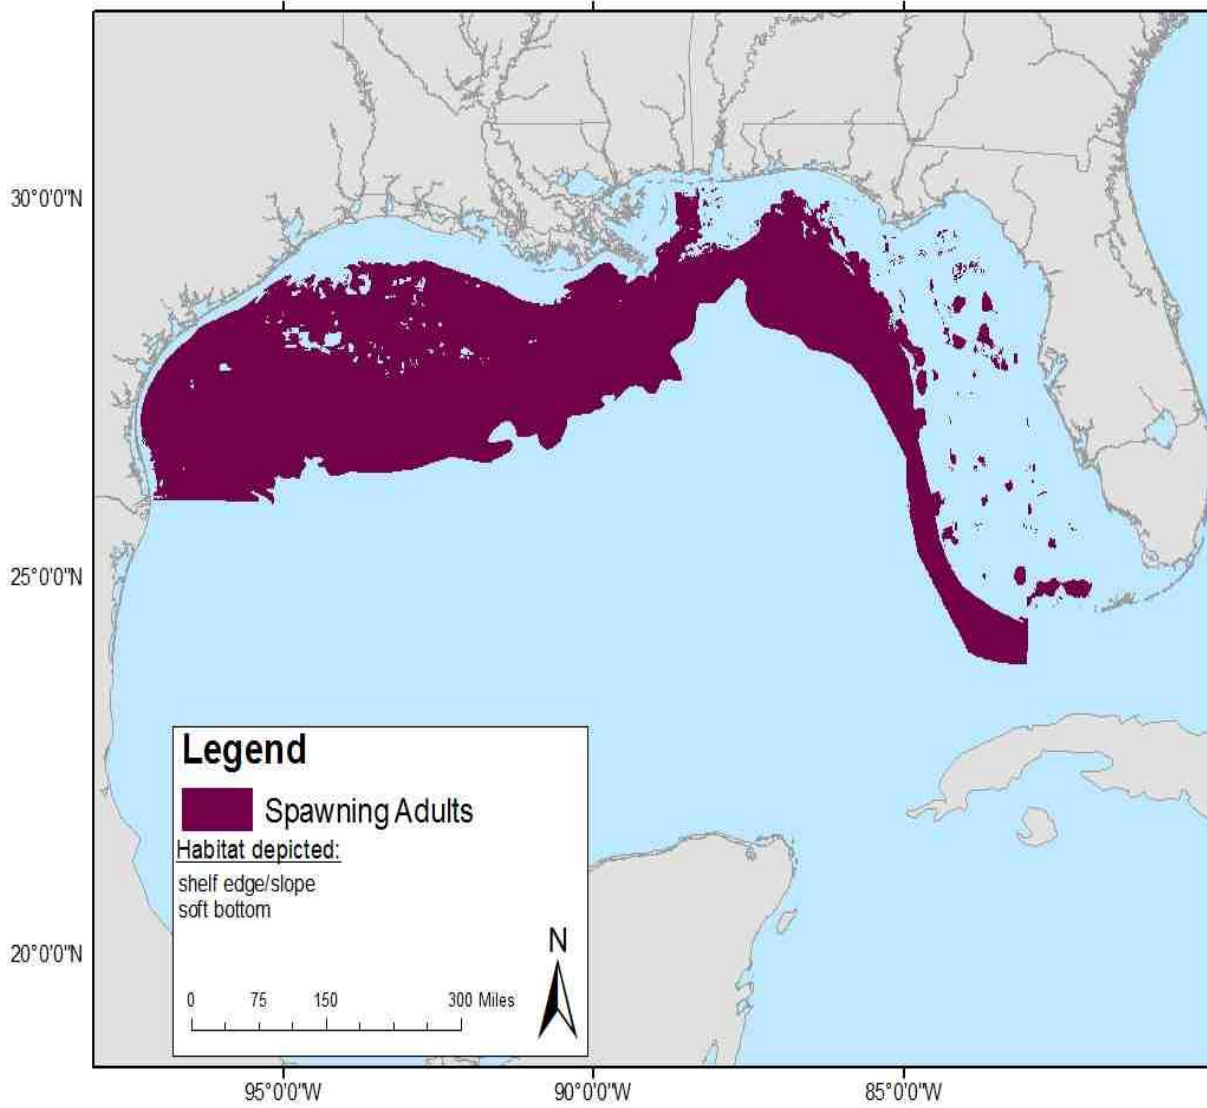 30°0'0"N
25°0'0"N
20°0'0"N
Legend
Spawning Adults
Habitat depicted:
shelf edge/slope
soft bottom
N
0 75 150 300 Miles
95°0'0"W 90°0'0"W 85°0'0"W